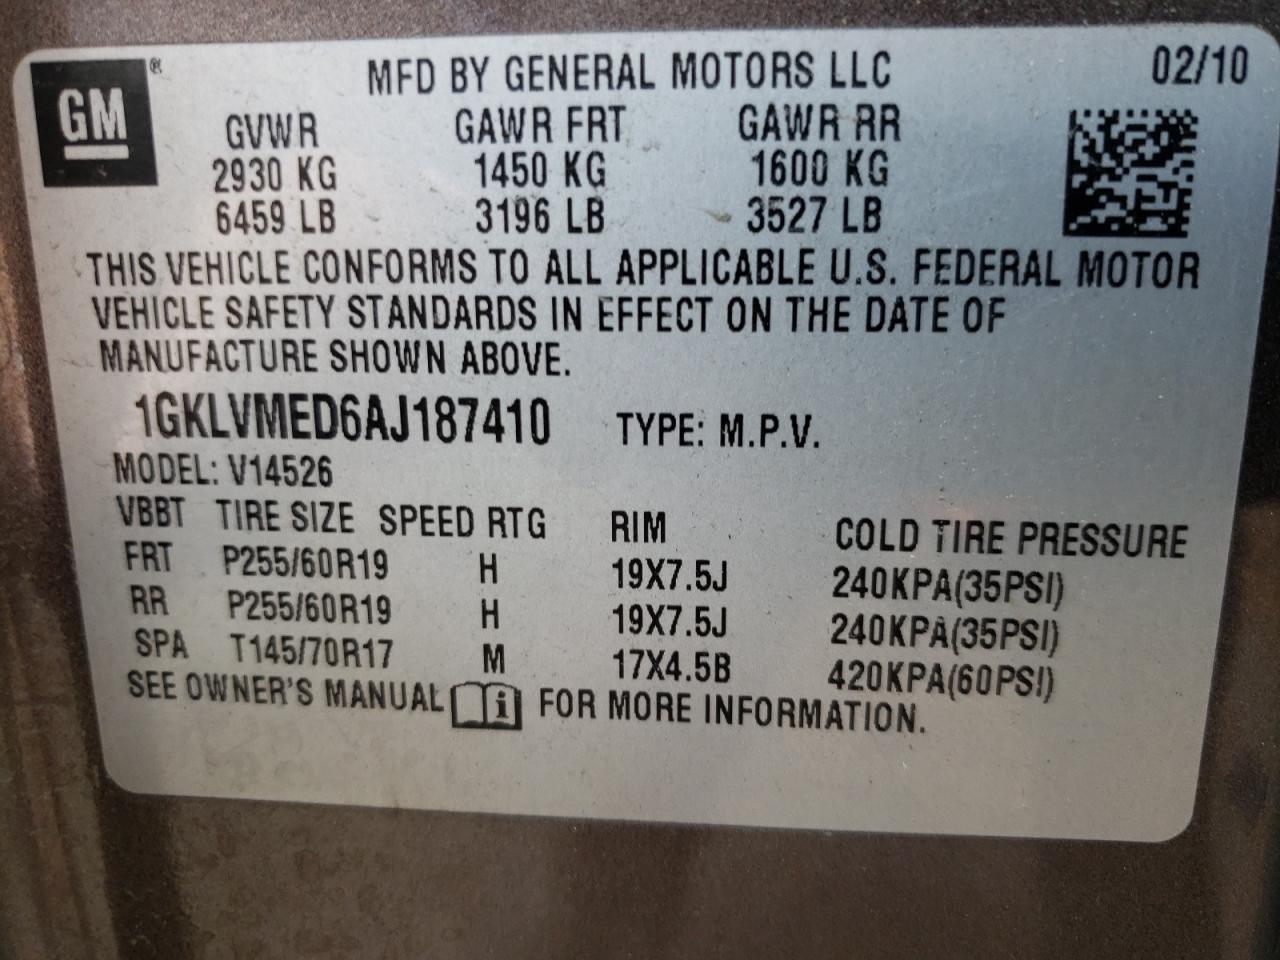 GM ® MFD BY GENERAL MOTORS LLC 02/10
GVWR GAWR FRT GAWR RR
2930 KG 1450 KG 1600 KG
6459 LB 3196 LB 3527 LB
THIS VEHICLE CONFORMS TO ALL APPLICABLE U.S. FEDERAL MOTOR
VEHICLE SAFETY STANDARDS IN EFFECT ON THE DATE OF
MANUFACTURE SHOWN ABOVE.
1GKLVMED6AJ187410 TYPE: M.P.V.
MODEL: V14526
VBBT TIRE SIZE SPEED RTG RIM COLD TIRE PRESSURE
FRT P255/60R19 H 19X7.5J 240KPA(35PSI)
RR P255/60R19 H 19X7.5J 240KPA(35PSI)
SPA T145/70R17 M 17X4.5B 420KPA(60PSI)
SEE OWNER'S MANUAL i FOR MORE INFORMATION.